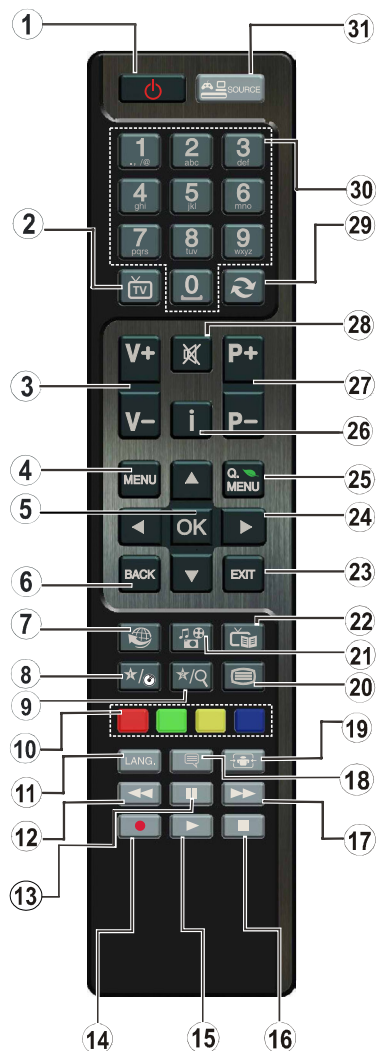 1
31
SOURCE
1 2 3
. . /@ abc def
30
4 5 6
ghi jkl mno
7 8 9
pqrs tuv wxyz
2
29
TV
0
28
V+
P+
3
27
V-
i
P-
26
4
MENU
Q.
MENU
25
5
OK
24
6
BACK
EXIT
23
7
22
8
21
9
20
10
19
11
LANG.
18
12
17
13
14
15
16